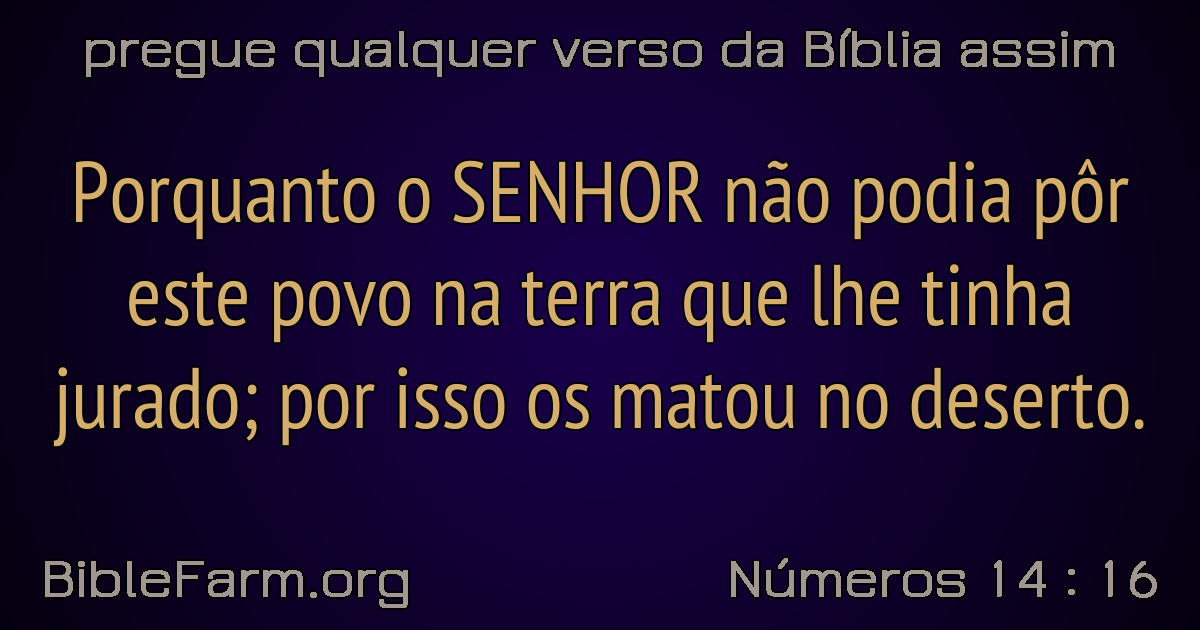 pregue qualquer verso da Bíblia assim
Porquanto o SENHOR não podia pôr
este povo na terra que lhe tinha
jurado; por isso os matou no deserto.
BibleFarm.org
Números 14 : 16